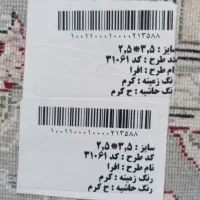 ۱۰۰۱۱۰۰۰۱۰۰۰۰۲۱۳۵۸۸
سایز : ۳,۵*۲,۵
کد طرح : کد ۳۱۰۶۱
نام طرح : افرا
رنگ زمینه : کرم
رنگ حاشیه : ح کرم
۱۰۰۱۱۰۰۰۱۰۰۰۰۲۱۳۵۸۸
سایز : ۳,۵*۲,۵
کد طرح : کد ۳۱۰۶۱
نام طرح : افرا
رنگ زمینه : کرم
رنگ حاشیه : ح کرم